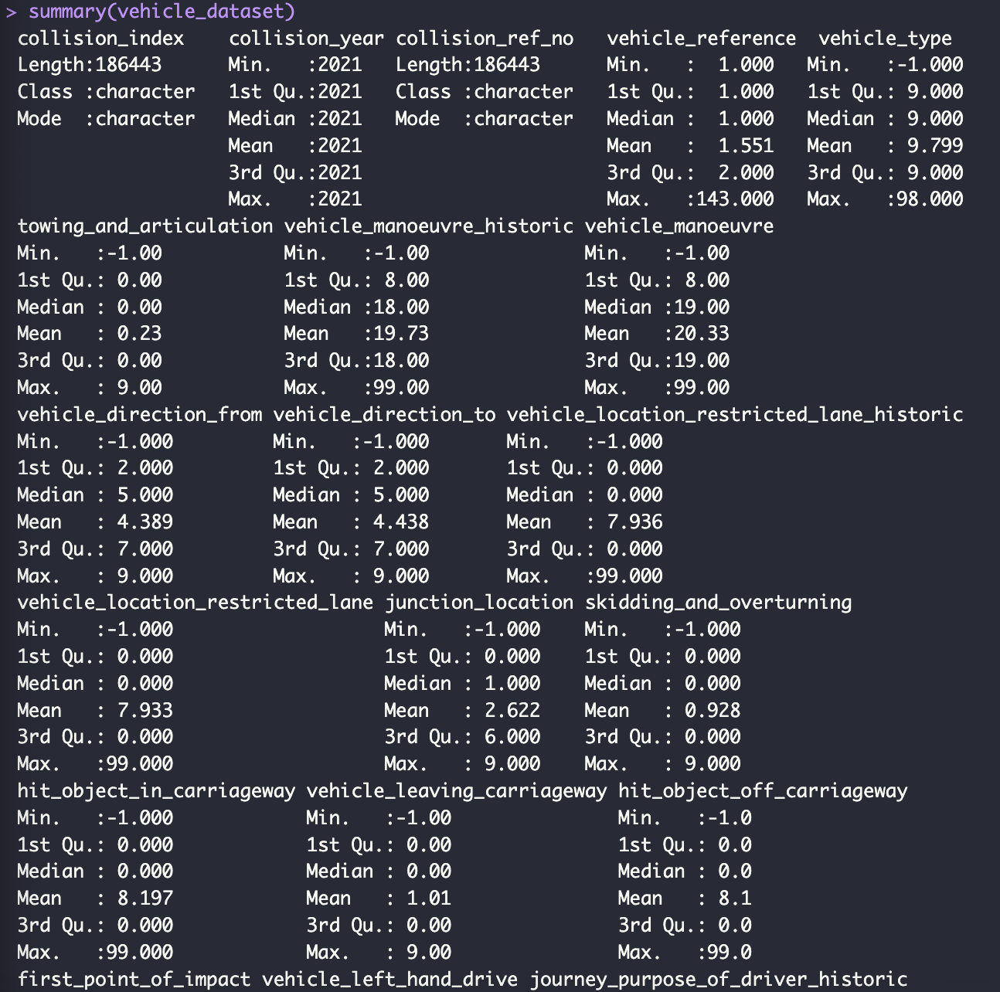 > summary(vehicle_dataset)
collision_index collision_year collision_ref_no vehicle_reference vehicle_type
Length:186443 Min. :2021 Length:186443 Min. : 1.000 Min. :-1.000
Class :character 1st Qu.:2021 Class :character 1st Qu.: 1.000 1st Qu.: 9.000
Mode :character Median :2021 Mode :character Median : 1.000 Median : 9.000
Mean :2021 Mean : 1.551 Mean : 9.799
3rd Qu.:2021 3rd Qu.: 2.000 3rd Qu.: 9.000
Max. :2021 Max. :143.000 Max. :98.000
towing_and_articulation vehicle_manoeuvre_historic vehicle_manoeuvre
Min. :-1.00 Min. :-1.00 Min. :-1.00
1st Qu.: 0.00 1st Qu.: 8.00 1st Qu.: 8.00
Median : 0.00 Median :18.00 Median :19.00
Mean : 0.23 Mean :19.73 Mean :20.33
3rd Qu.: 0.00 3rd Qu.:18.00 3rd Qu.:19.00
Max. : 9.00 Max. :99.00 Max. :99.00
vehicle_direction_from vehicle_direction_to vehicle_location_restricted_lane_historic
Min. :-1.000 Min. :-1.000 Min. :-1.000
1st Qu.: 2.000 1st Qu.: 2.000 1st Qu.: 0.000
Median : 5.000 Median : 5.000 Median : 0.000
Mean : 4.389 Mean : 4.438 Mean : 7.936
3rd Qu.: 7.000 3rd Qu.: 7.000 3rd Qu.: 0.000
Max. : 9.000 Max. : 9.000 Max. :99.000
vehicle_location_restricted_lane junction_location skidding_and_overturning
Min. :-1.000 Min. :-1.000 Min. :-1.000
1st Qu.: 0.000 1st Qu.: 0.000 1st Qu.: 0.000
Median : 0.000 Median : 1.000 Median : 0.000
Mean : 7.933 Mean : 2.622 Mean : 0.928
3rd Qu.: 0.000 3rd Qu.: 6.000 3rd Qu.: 0.000
Max. :99.000 Max. : 9.000 Max. : 9.000
hit_object_in_carriageway vehicle_leaving_carriageway hit_object_off_carriageway
Min. :-1.000 Min. :-1.00 Min. :-1.0
1st Qu.: 0.000 1st Qu.: 0.00 1st Qu.: 0.0
Median : 0.000 Median : 0.00 Median : 0.0
Mean : 8.197 Mean : 1.01 Mean : 8.1
3rd Qu.: 0.000 3rd Qu.: 0.00 3rd Qu.: 0.0
Max. :99.000 Max. : 9.00 Max. :99.0
first_point_of_impact vehicle_left_hand_drive journey_purpose_of_driver_historic